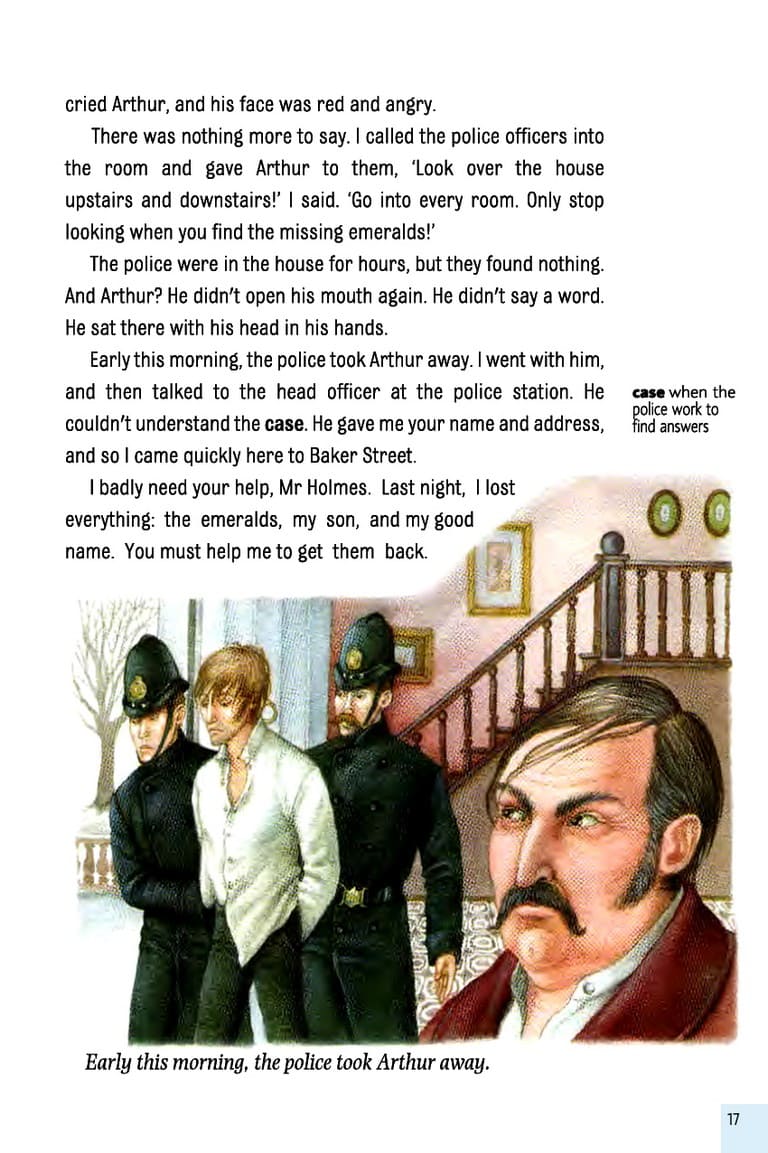 cried Arthur, and his face was red and angry.
There was nothing more to say. I called the police officers into
the room and gave Arthur to them, ‘Look over the house
upstairs and downstairs!’ I said. ‘Go into every room. Only stop
looking when you find the missing emeralds!’
The police were in the house for hours, but they found nothing.
And Arthur? He didn’t open his mouth again. He didn’t say a word.
He sat there with his head in his hands.
Early this morning, the police took Arthur away. I went with him,
and then talked to the head officer at the police station. He
couldn’t understand the case. He gave me your name and address,
and so I came quickly here to Baker Street.
I badly need your help, Mr Holmes. Last night, I lost
everything: the emeralds, my son, and my good
name. You must help me to get them back.
case when the
police work to
find answers
Early this morning, the police took Arthur away.
17